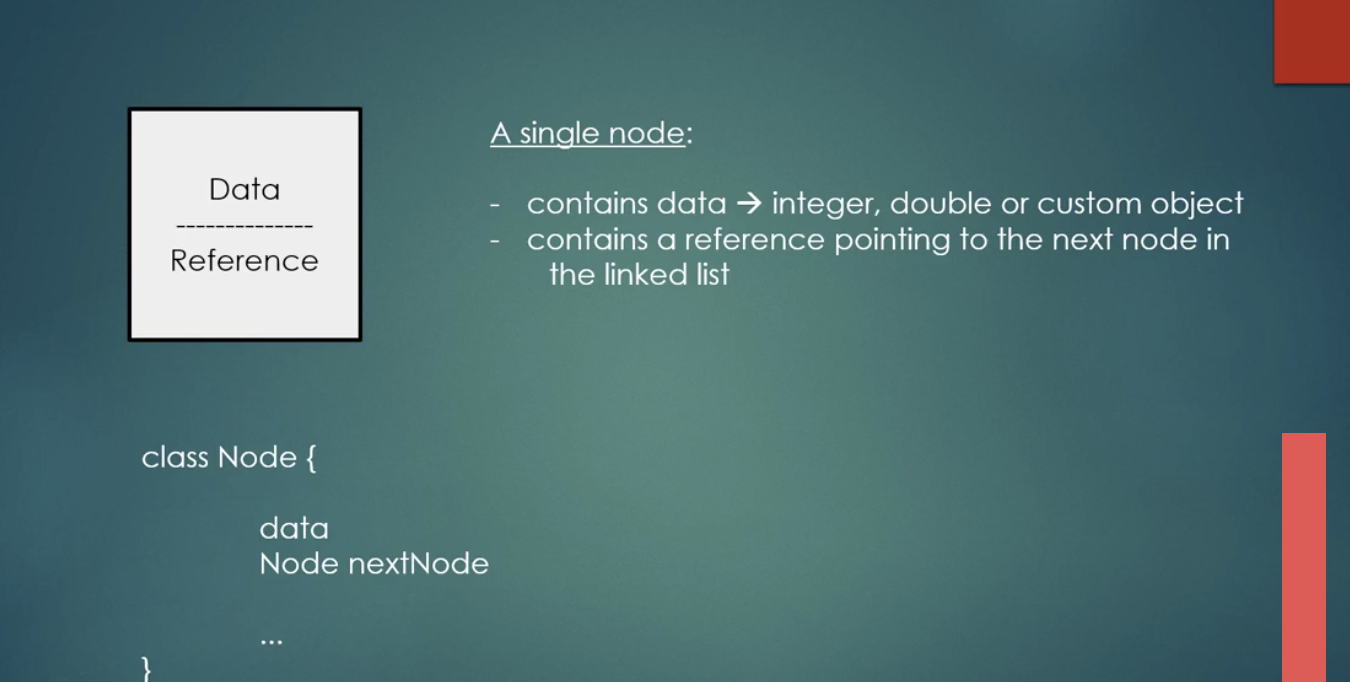 Data
--------------
Reference
A single node:
- contains data → integer, double or custom object
- contains a reference pointing to the next node in
the linked list
class Node {
data
Node nextNode
...
}